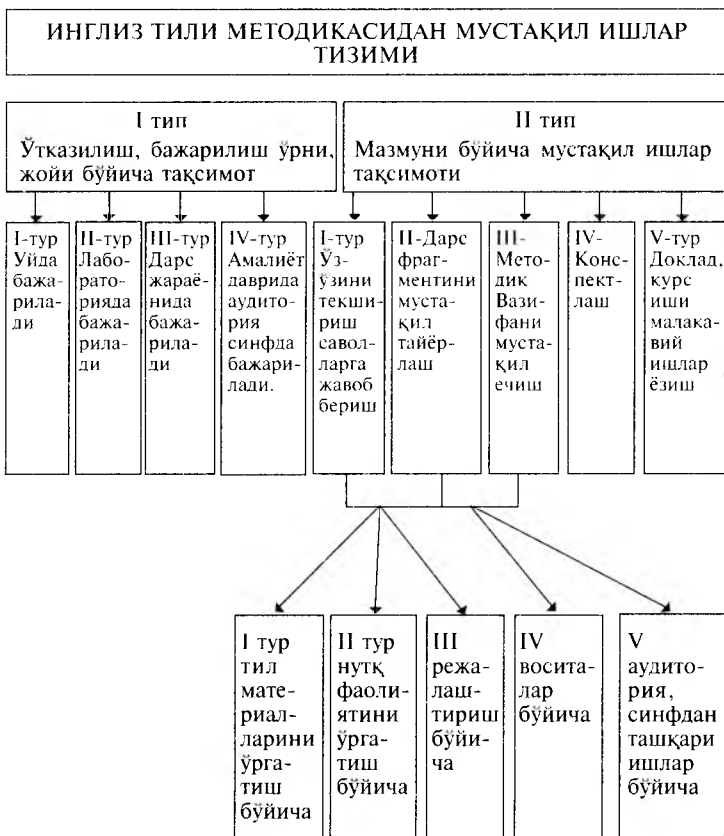 ИНГЛИЗ ТИЛИ МЕТОДИКАСИДАН МУСТАҚИЛ ИШЛАР
ТИЗИМИ
I тип
Ўтказилиш, бажарилиш ўрни,
жойи бўйича тақсимот
II тип
Мазмуни бўйича мустақил ишлар
тақсимоти
I-тур
Уйда
бажа-
рила-
ди
II-тур
Лабо-
рато-
рияда
бажа-
рила-
ди
III-тур
Дарс
жараё-
нида
бажа-
рила-
ди
IV-тур
Амалиёт
даврида
аудито-
рия
синфда
бажари-
лади.
I-тур
Ўз-
ўзини
текши-
риш
савол-
ларга
жавоб
бериш
II-Дарс
фраг-
ментини
муста-
қил
тайёр-
лаш
III-
Мето-
дик
Вази-
фани
муста-
қил
ечиш
IV-
Конс-
пект-
лаш
V-тур
Доклад,
курс
иши
малака-
вий
ишлар
ёзиш
I тур
тил
мате-
риал-
ларини
ўрга-
тиш
бўйича
II тур
нутқ
фаоли-
ятини
ўрга-
тиш
бўйича
III
режа-
лаш-
тириш
бўйи-
ча
IV
восита-
лар
бўйича
V
аудито-
рия,
синфдан
ташқари
ишлар
бўйича